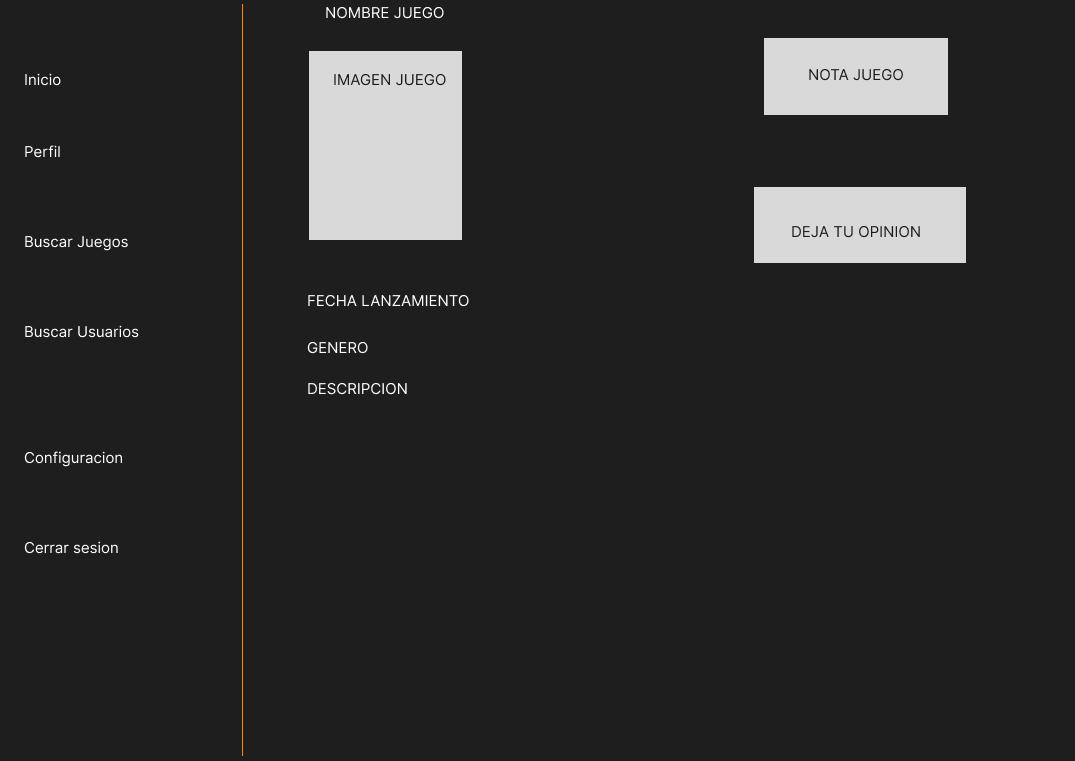 Inicio
Perfil
Buscar Juegos
Buscar Usuarios
Configuracion
Cerrar sesion
NOMBRE JUEGO
IMAGEN JUEGO
FECHA LANZAMIENTO
GENERO
DESCRIPCION
NOTA JUEGO
DEJA TU OPINION